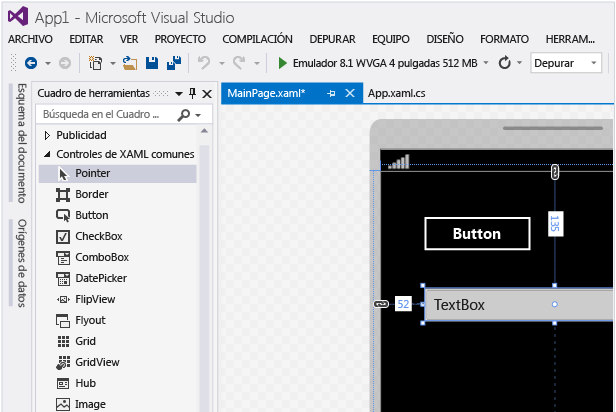 App1 - Microsoft Visual Studio
ARCHIVO EDITAR VER PROYECTO COMPILACIÓN DEPURAR EQUIPO DISEÑO FORMATO HERRAM...
Emulador 8.1 WVGA 4 pulgadas 512 MB Depurar
Esquema del documento
Orígenes de datos
Cuadro de herramientas
Búsqueda en el Cuadro ...
Publicidad
Controles de XAML comunes
Pointer
Border
Button
CheckBox
ComboBox
DatePicker
FlipView
Flyout
Grid
GridView
Hub
Image
MainPage.xaml* App.xaml.cs
135
Button
52
TextBox